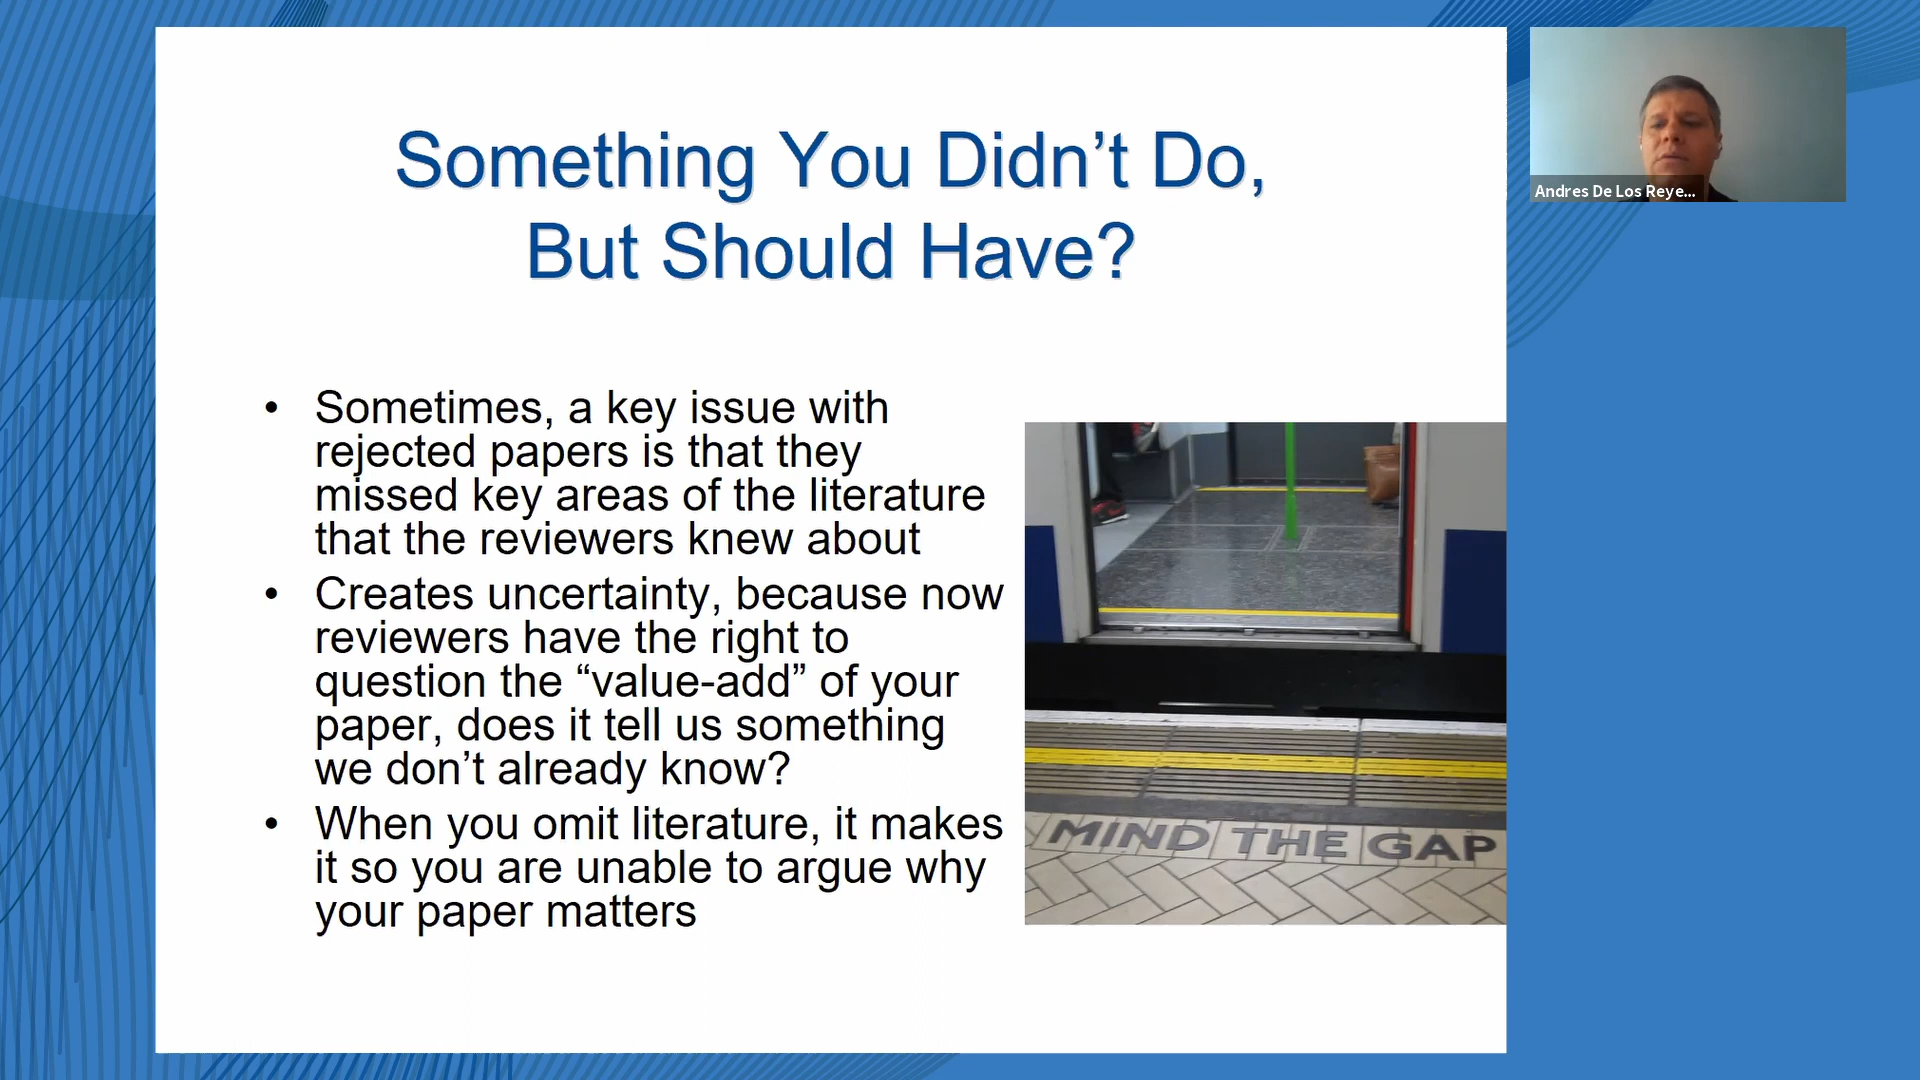 Something You Didn’t Do,
But Should Have?
• Sometimes, a key issue with
rejected papers is that they
missed key areas of the literature
that the reviewers knew about
• Creates uncertainty, because now
reviewers have the right to
question the “value-add” of your
paper, does it tell us something
we don’t already know?
• When you omit literature, it makes
it so you are unable to argue why
your paper matters
MIND THE GAP
Andres De Los Reye...